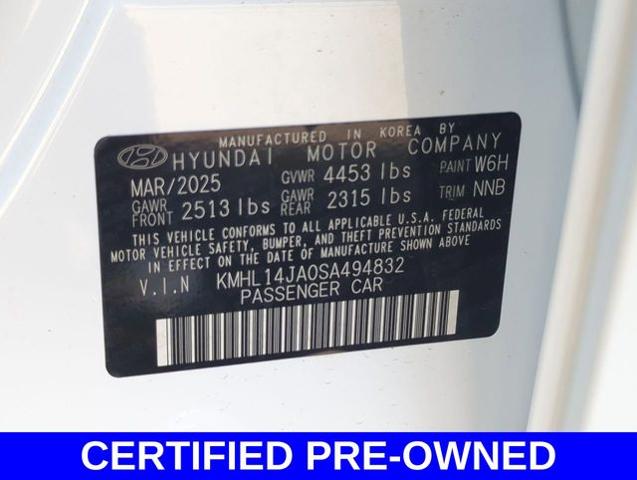 MANUFACTURED IN KOREA BY
HYUNDAI MOTOR COMPANY
MAR/2025 GVWR 4453 lbs PAINT W6H
GAWR FRONT 2513 lbs GAWR REAR 2315 lbs TRIM NNB
THIS VEHICLE CONFORMS TO ALL APPLICABLE U.S.A. FEDERAL
MOTOR VEHICLE SAFETY, BUMPER, AND THEFT PREVENTION STANDARDS
IN EFFECT ON THE DATE OF MANUFACTURE SHOWN ABOVE.
V.I.N KMHL14JA0SA494832
PASSENGER CAR
CERTIFIED PRE-OWNED